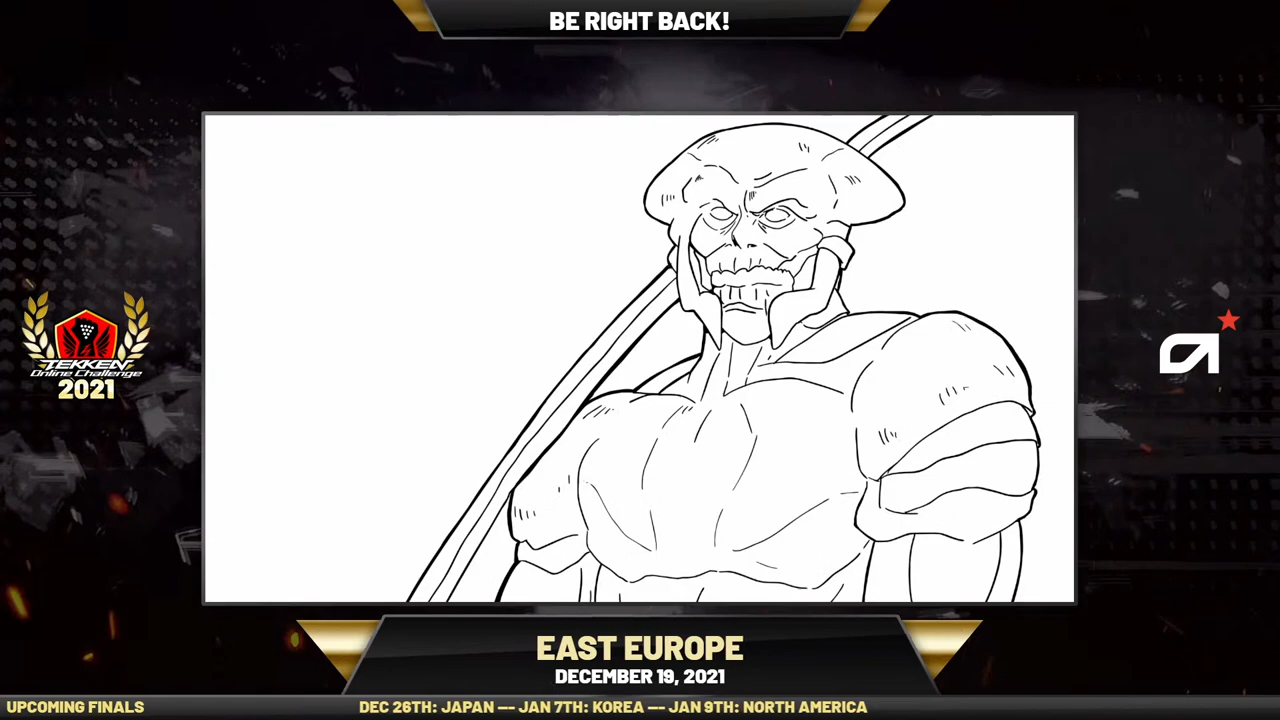 BE RIGHT BACK!
TEKKEN
Online Challenge
2021
EAST EUROPE
DECEMBER 19, 2021
UPCOMING FINALS
DEC 26TH: JAPAN -- JAN 7TH: KOREA -- JAN 9TH: NORTH AMERICA